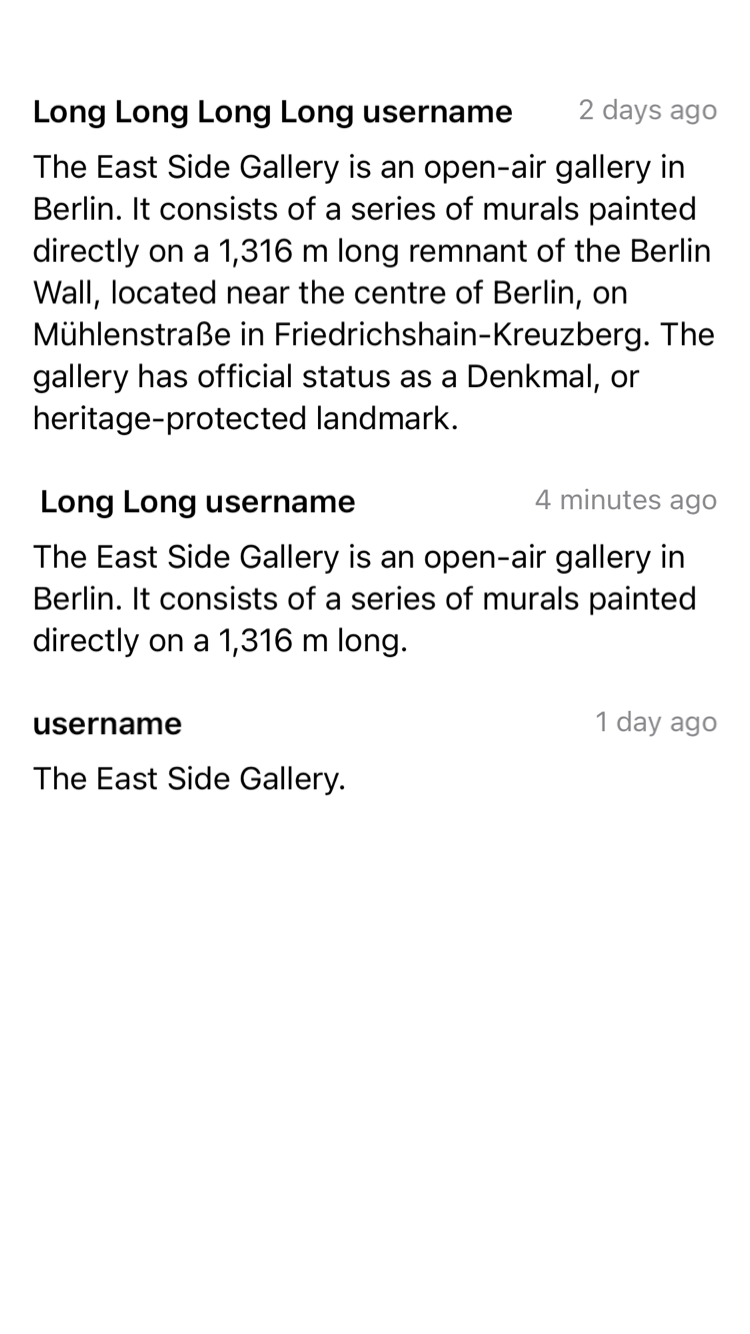 Long Long Long Long username 2 days ago
The East Side Gallery is an open-air gallery in
Berlin. It consists of a series of murals painted
directly on a 1,316 m long remnant of the Berlin
Wall, located near the centre of Berlin, on
Mühlenstraße in Friedrichshain-Kreuzberg. The
gallery has official status as a Denkmal, or
heritage-protected landmark.
Long Long username 4 minutes ago
The East Side Gallery is an open-air gallery in
Berlin. It consists of a series of murals painted
directly on a 1,316 m long.
username 1 day ago
The East Side Gallery.